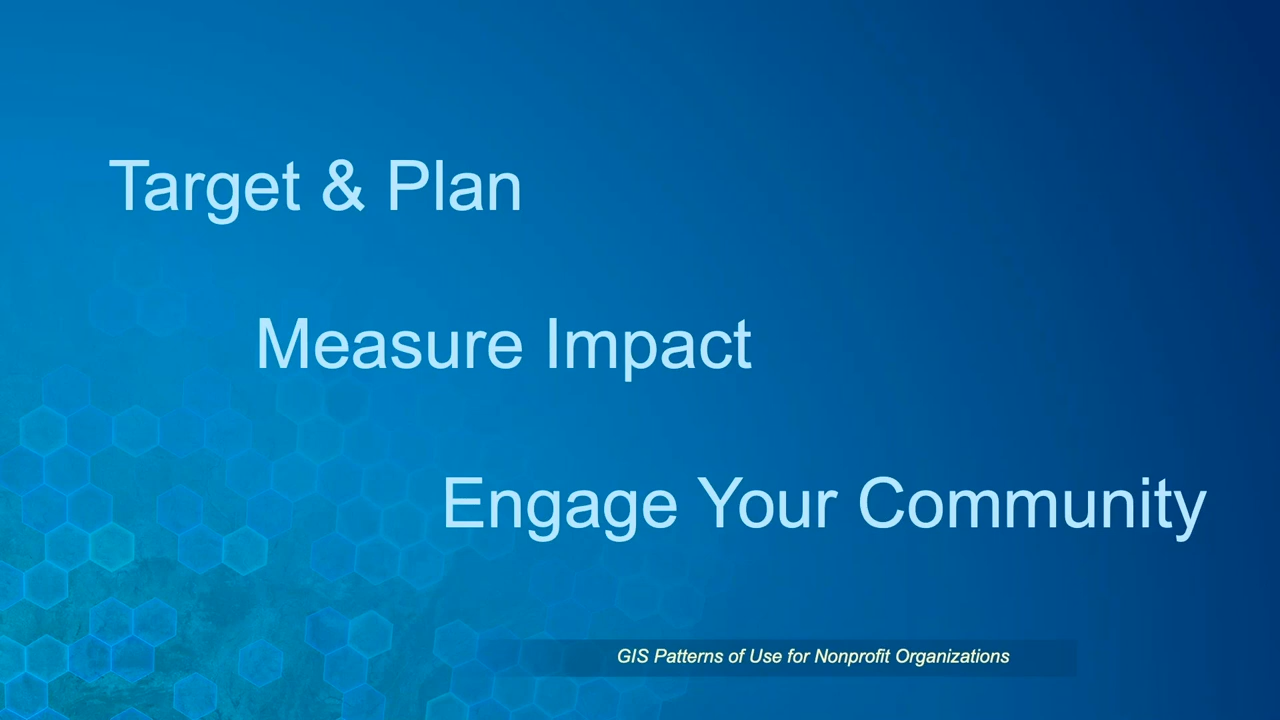 Target & Plan
Measure Impact
Engage Your Community
GIS Patterns of Use for Nonprofit Organizations